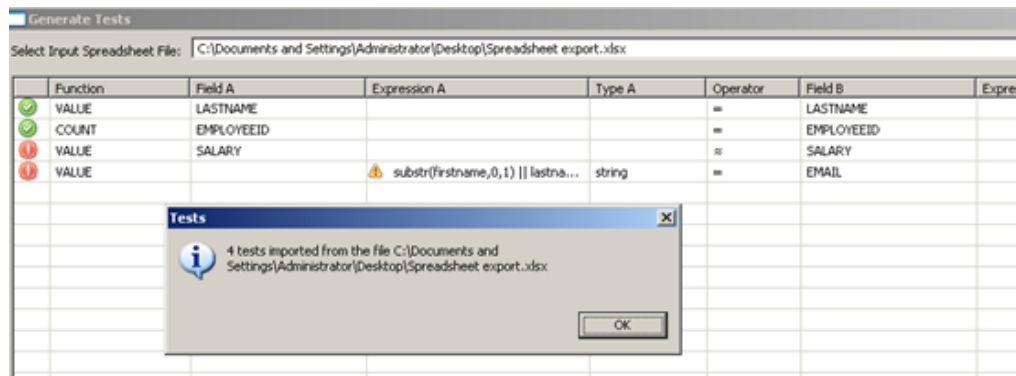 Generate Tests
Select Input Spreadsheet File: C:\Documents and Settings\Administrator\Desktop\Spreadsheet export.xlsx
Function Field A Expression A Type A Operator Field B Expre
VALUE LASTNAME = LASTNAME
COUNT EMPLOYEEID = EMPLOYEEID
VALUE SALARY ≈ SALARY
VALUE substr(firstname,0,1) || lastna... string = EMAIL
Tests
4 tests imported from the file C:\Documents and
Settings\Administrator\Desktop\Spreadsheet export.xlsx
OK